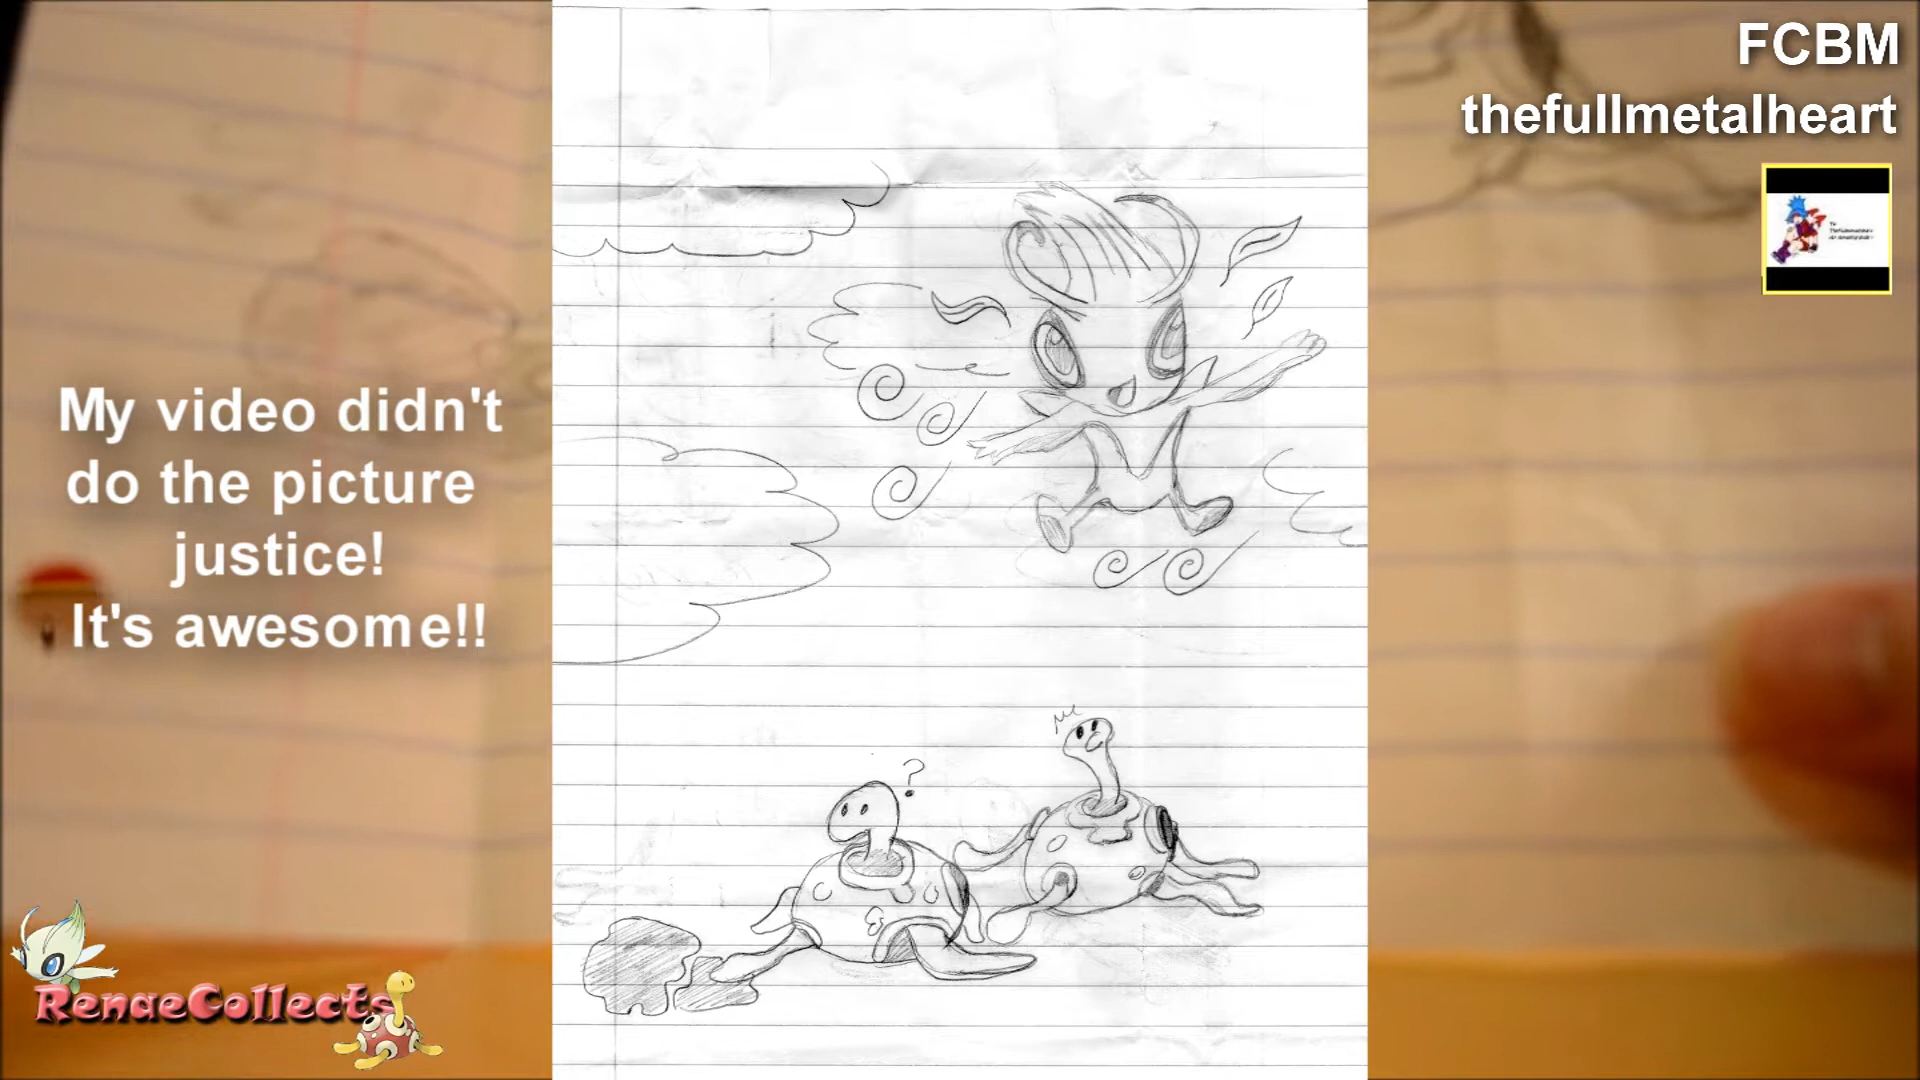 FCBM
thefullmetalheart
My video didn't
do the picture
justice!
It's awesome!!
?
RenaeCollects